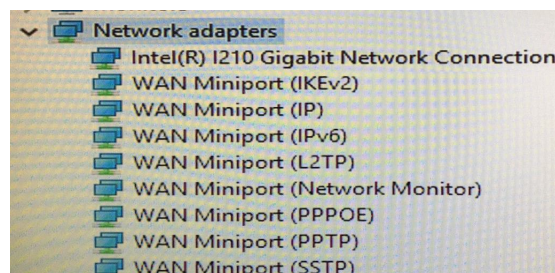 Network adapters
Intel(R) I210 Gigabit Network Connection
WAN Miniport (IKEv2)
WAN Miniport (IP)
WAN Miniport (IPv6)
WAN Miniport (L2TP)
WAN Miniport (Network Monitor)
WAN Miniport (PPPOE)
WAN Miniport (PPTP)
WAN Miniport (SSTP)